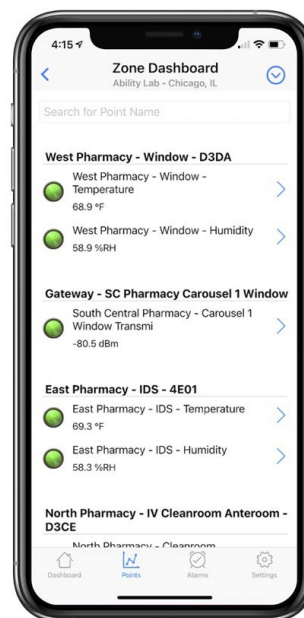 4:15
Zone Dashboard
Ability Lab - Chicago, IL
Search for Point Name
West Pharmacy - Window - D3DA
West Pharmacy - Window -
Temperature
68.9 °F
West Pharmacy - Window - Humidity
58.9 %RH
Gateway - SC Pharmacy Carousel 1 Window
South Central Pharmacy - Carousel 1
Window Transmi
-80.5 dBm
East Pharmacy - IDS - 4E01
East Pharmacy - IDS - Temperature
69.3 °F
East Pharmacy - IDS - Humidity
58.3 %RH
North Pharmacy - IV Cleanroom Anteroom -
D3CE
North Pharmacy - Cleanroom
Dashboard
Points
Alarms
Settings